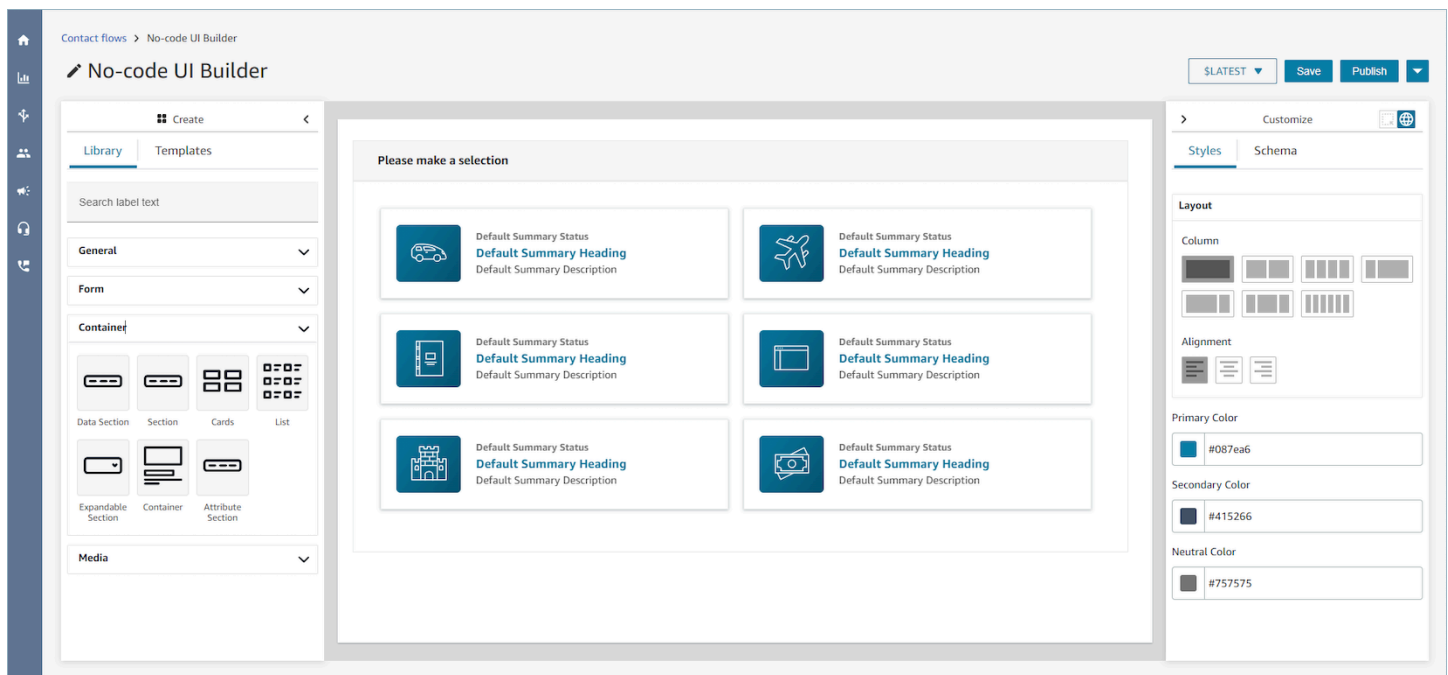 Contact flows > No-code UI Builder
No-code UI Builder
$LATEST
Save
Publish
Create
Library
Templates
Search label text
General
Form
Container
Data Section
Section
Cards
List
Expandable
Section
Container
Attribute
Section
Media
Please make a selection
Default Summary Status
Default Summary Heading
Default Summary Description
Default Summary Status
Default Summary Heading
Default Summary Description
Default Summary Status
Default Summary Heading
Default Summary Description
Default Summary Status
Default Summary Heading
Default Summary Description
Default Summary Status
Default Summary Heading
Default Summary Description
Default Summary Status
Default Summary Heading
Default Summary Description
Customize
Styles
Schema
Layout
Column
Alignment
Primary Color
#087ea6
Secondary Color
#415266
Neutral Color
#757575